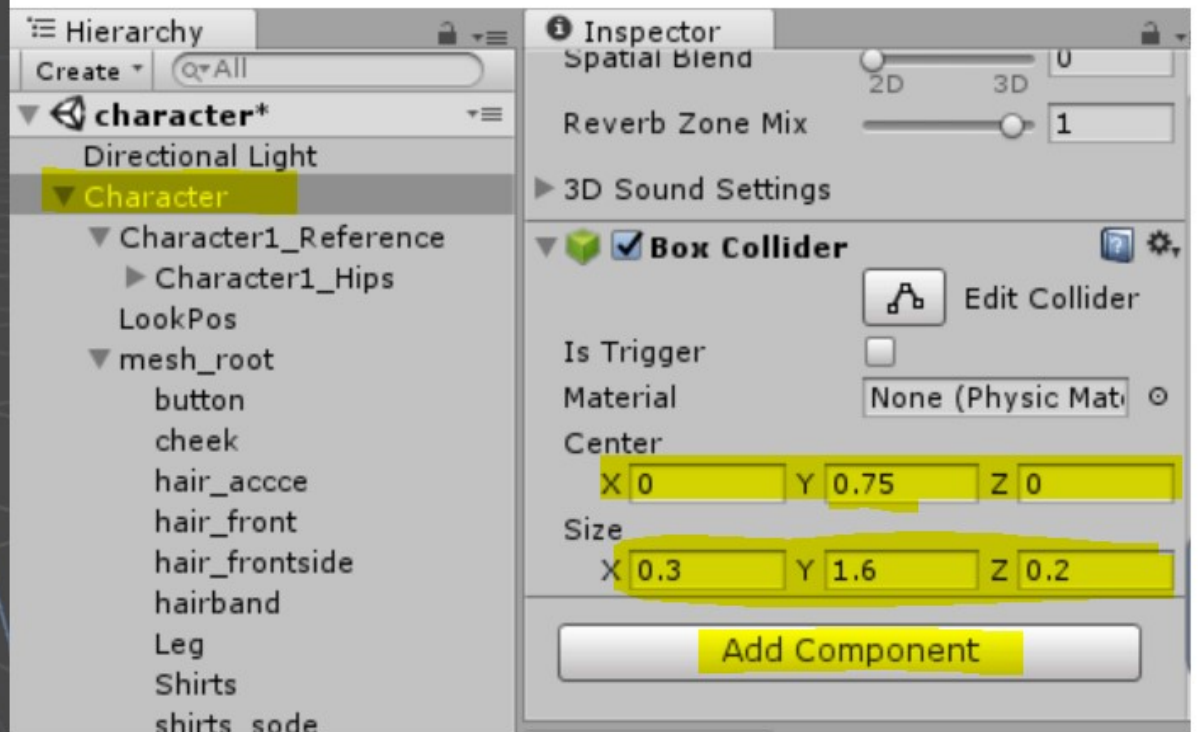 Hierarchy
Create All
character*
Directional Light
Character
Character1_Reference
Character1_Hips
LookPos
mesh_root
button
cheek
hair_accce
hair_front
hair_frontside
hairband
Leg
Shirts
shirts_sode
Inspector
Spatial Blend 0
2D 3D
Reverb Zone Mix 1
3D Sound Settings
Box Collider
Edit Collider
Is Trigger
Material None (Physic Mat
Center
X 0 Y 0.75 Z 0
Size
X 0.3 Y 1.6 Z 0.2
Add Component